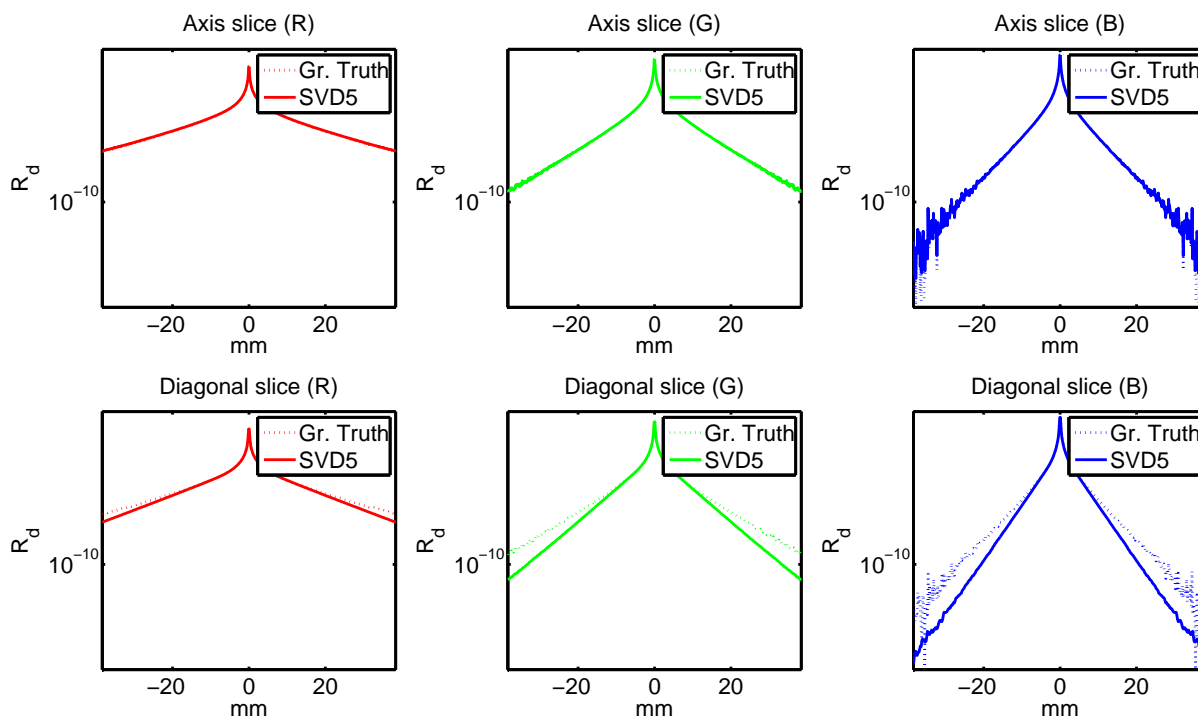 Axis slice (R)
Gr. Truth
SVD5
R_d
10^−10
−20 0 20
mm
Axis slice (G)
Gr. Truth
SVD5
R_d
10^−10
−20 0 20
mm
Axis slice (B)
Gr. Truth
SVD5
R_d
10^−10
−20 0 20
mm
Diagonal slice (R)
Gr. Truth
SVD5
R_d
10^−10
−20 0 20
mm
Diagonal slice (G)
Gr. Truth
SVD5
R_d
10^−10
−20 0 20
mm
Diagonal slice (B)
Gr. Truth
SVD5
R_d
10^−10
−20 0 20
mm